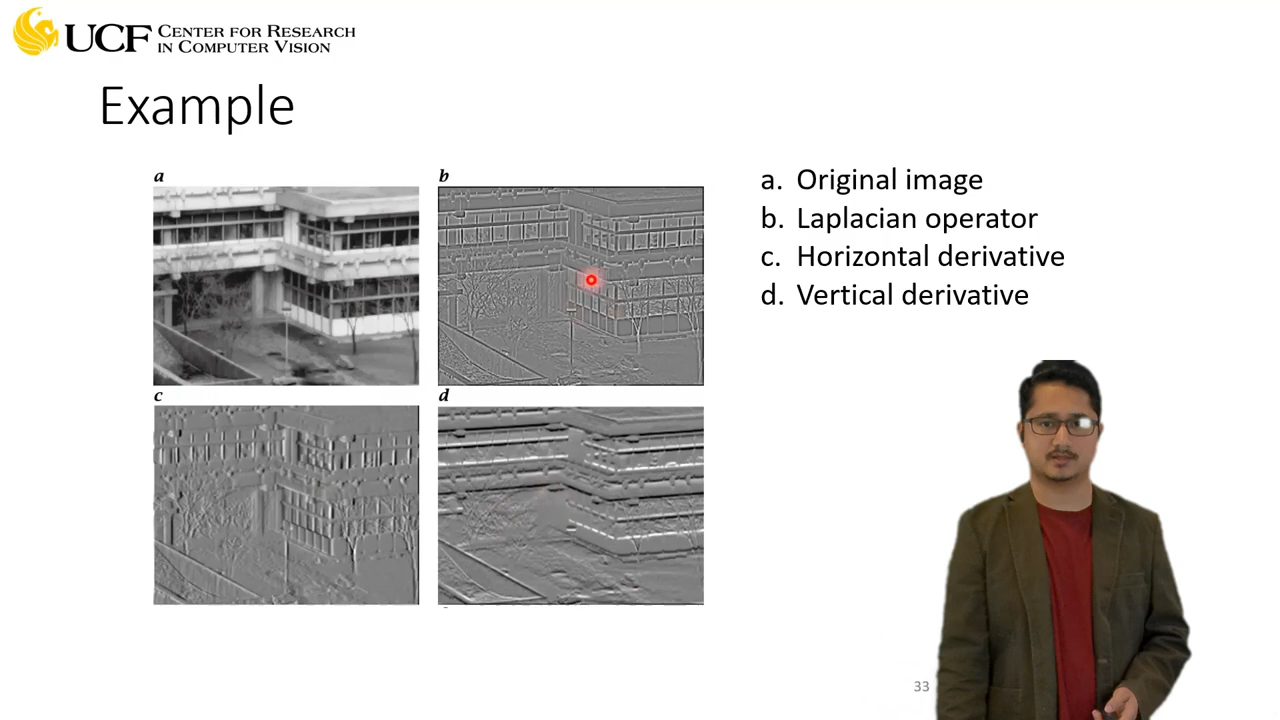 UCF CENTER FOR RESEARCH
IN COMPUTER VISION
Example
a
b
c
d
a. Original image
b. Laplacian operator
c. Horizontal derivative
d. Vertical derivative
33